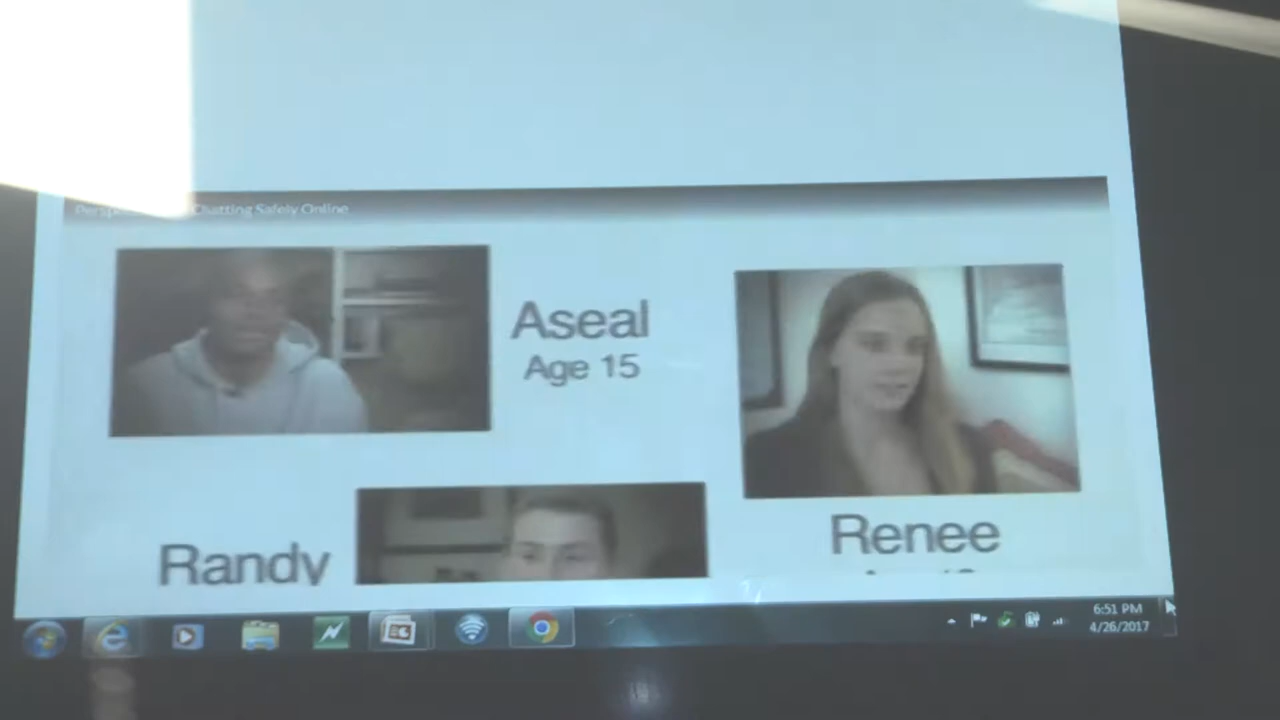 Chatting Safely Online
Aseal
Age 15
Randy
Renee
6:51 PM
4/26/2017